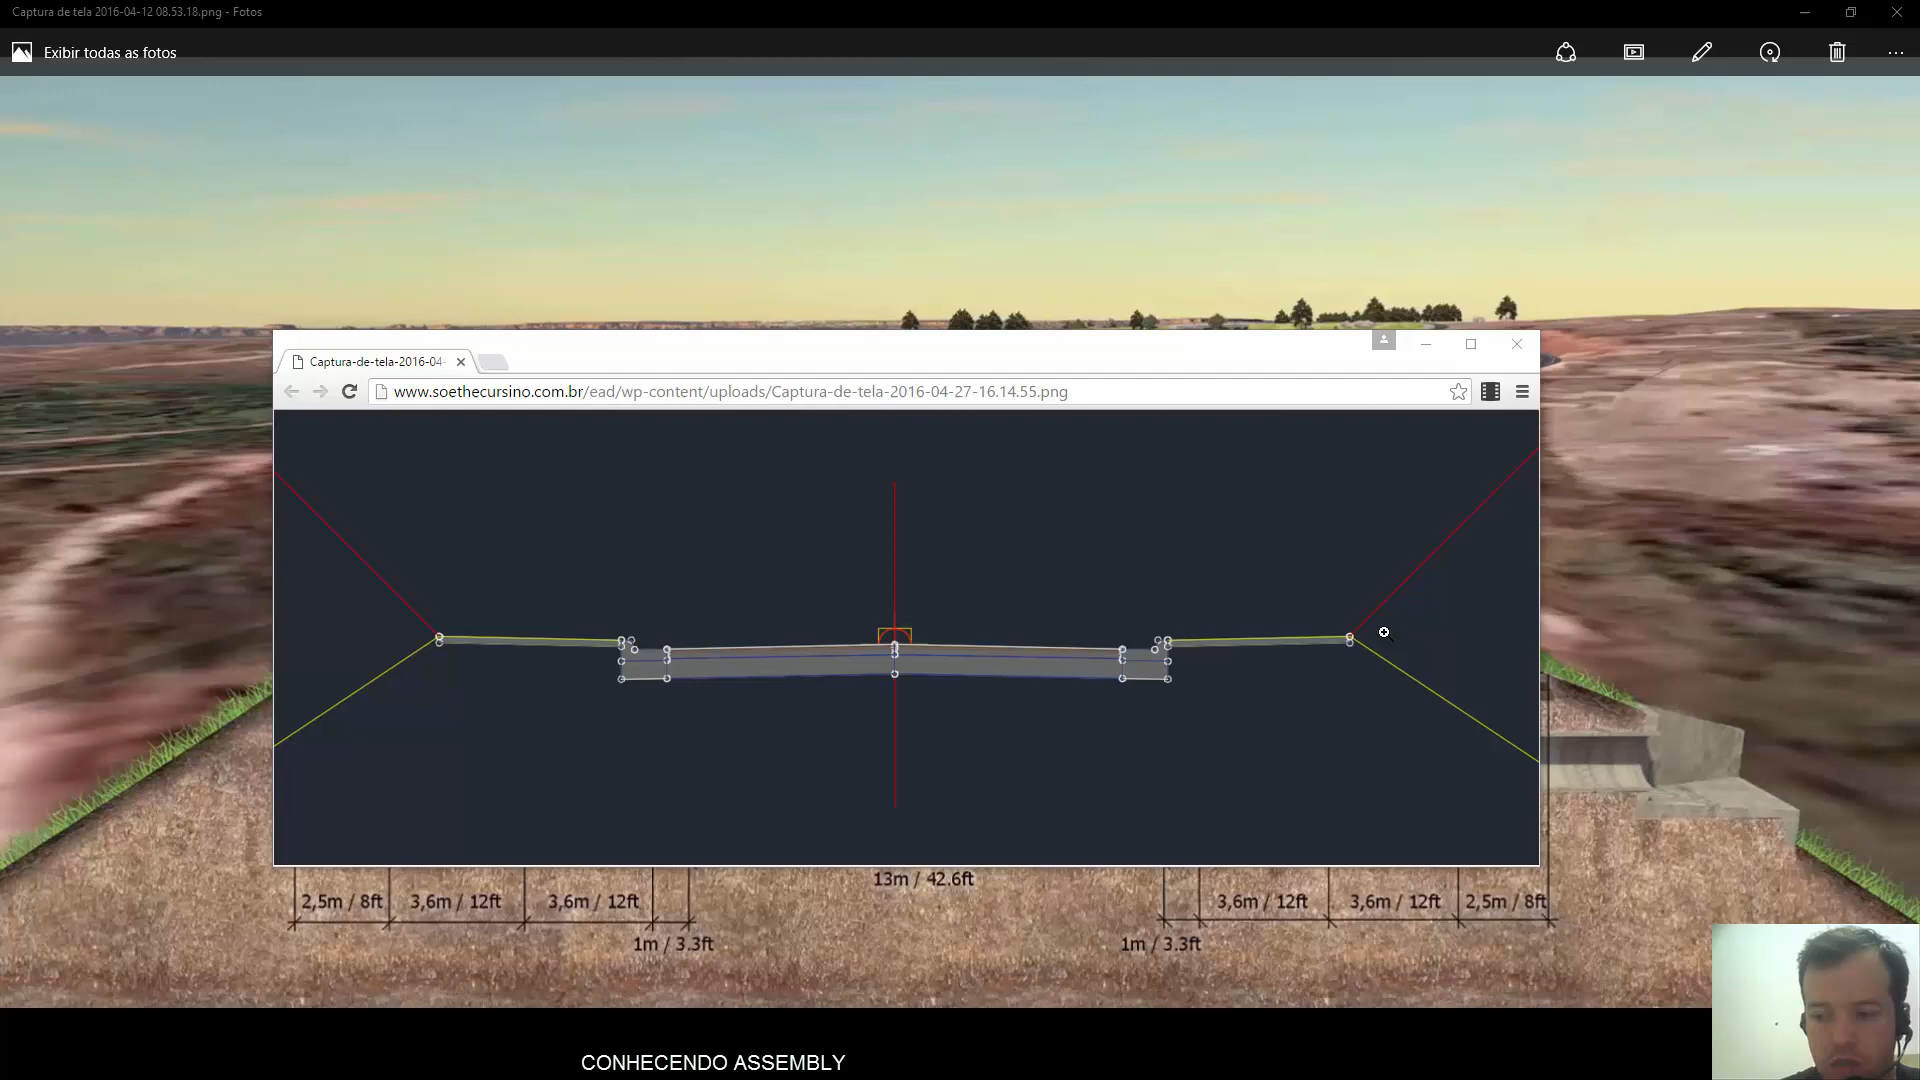 Captura de tela 2016-04-12 08.53.18.png - Fotos
Exibir todas as fotos
Captura-de-tela-2016-04-
www.soethecursino.com.br/ead/wp-content/uploads/Captura-de-tela-2016-04-27-16.14.55.png
13m / 42.6ft
2,5m / 8ft 3,6m / 12ft 3,6m / 12ft 3,6m / 12ft 3,6m / 12ft 2,5m / 8ft
1m / 3.3ft 1m / 3.3ft
CONHECENDO ASSEMBLY